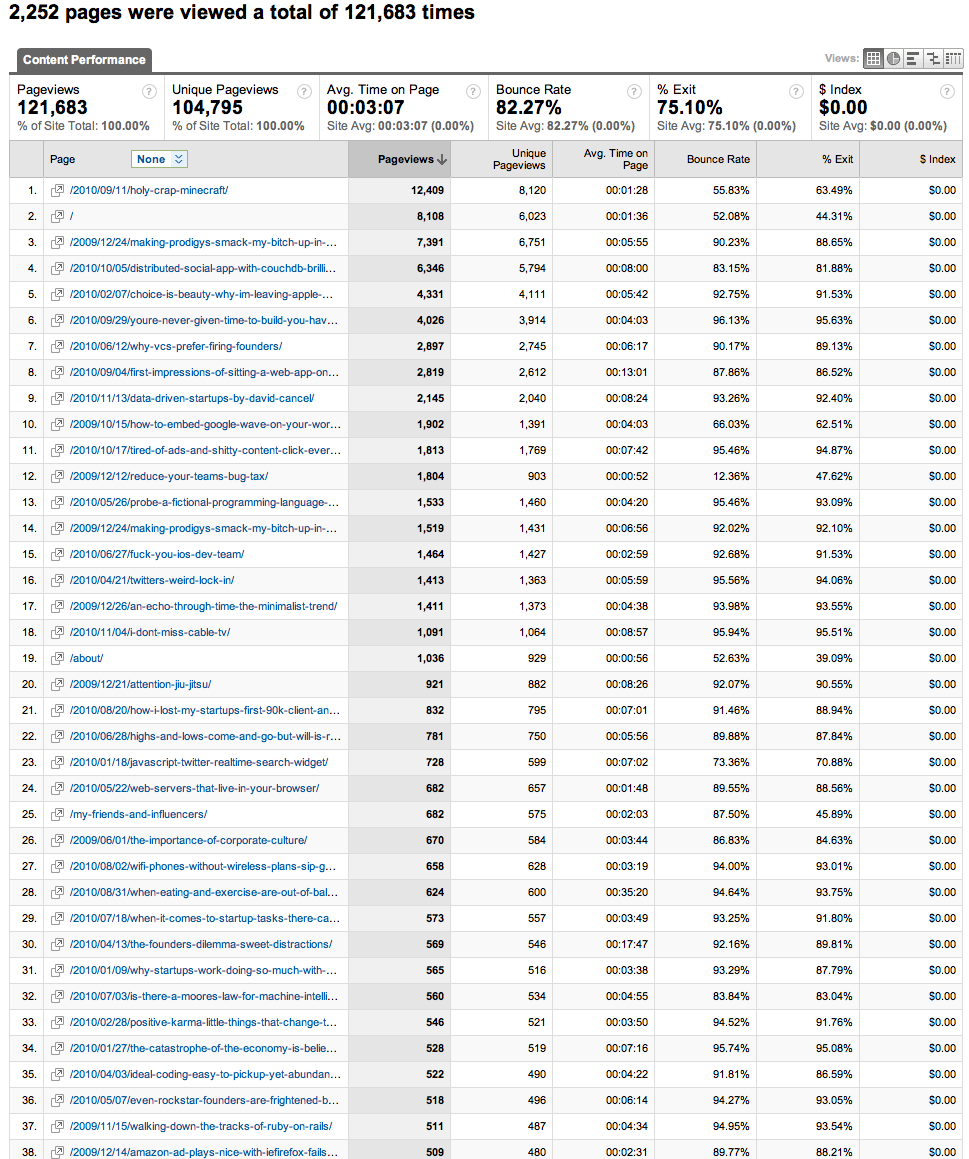 2,252 pages were viewed a total of 121,683 times
Content Performance
Views:
Pageviews ? Unique Pageviews ? Avg. Time on Page ? Bounce Rate ? % Exit ? $ Index ?
121,683 104,795 00:03:07 82.27% 75.10% $0.00
% of Site Total: 100.00% % of Site Total: 100.00% Site Avg: 00:03:07 (0.00%) Site Avg: 82.27% (0.00%) Site Avg: 75.10% (0.00%) Site Avg: $0.00 (0.00%)
Page None Pageviews Unique Pageviews Avg. Time on Page Bounce Rate % Exit $ Index
1. /2010/09/11/holy-crap-minecraft/ 12,409 8,120 00:01:28 55.83% 63.49% $0.00
2. / 8,108 6,023 00:01:36 52.08% 44.31% $0.00
3. /2009/12/24/making-prodigys-smack-my-bitch-up-in-... 7,391 6,751 00:05:55 90.23% 88.65% $0.00
4. /2010/10/05/distributed-social-app-with-couchdb-brilli... 6,346 5,794 00:08:00 83.15% 81.88% $0.00
5. /2010/02/07/choice-is-beauty-why-im-leaving-apple-... 4,331 4,111 00:05:42 92.75% 91.53% $0.00
6. /2010/09/29/youre-never-given-time-to-build-you-hav... 4,026 3,914 00:04:03 96.13% 95.63% $0.00
7. /2010/06/12/why-vcs-prefer-firing-founders/ 2,897 2,745 00:06:17 90.17% 89.13% $0.00
8. /2010/09/04/first-impressions-of-sitting-a-web-app-on... 2,819 2,612 00:13:01 87.86% 86.52% $0.00
9. /2010/11/13/data-driven-startups-by-david-cancel/ 2,145 2,040 00:08:24 93.26% 92.40% $0.00
10. /2009/10/15/how-to-embed-google-wave-on-your-wor... 1,902 1,391 00:04:03 66.03% 62.51% $0.00
11. /2010/10/17/tired-of-ads-and-shitty-content-click-ever... 1,813 1,769 00:07:42 95.46% 94.87% $0.00
12. /2009/12/12/reduce-your-teams-bug-tax/ 1,804 903 00:00:52 12.36% 47.62% $0.00
13. /2010/05/26/probe-a-fictional-programming-language-... 1,533 1,460 00:04:20 95.46% 93.09% $0.00
14. /2009/12/24/making-prodigys-smack-my-bitch-up-in-... 1,519 1,431 00:06:56 92.02% 92.10% $0.00
15. /2010/06/27/fuck-you-ios-dev-team/ 1,464 1,427 00:02:59 92.68% 91.53% $0.00
16. /2010/04/21/twitters-weird-lock-in/ 1,413 1,363 00:05:59 95.56% 94.06% $0.00
17. /2009/12/26/an-echo-through-time-the-minimalist-trend/ 1,411 1,373 00:04:38 93.98% 93.55% $0.00
18. /2010/11/04/i-dont-miss-cable-tv/ 1,091 1,064 00:08:57 95.94% 95.51% $0.00
19. /about/ 1,036 929 00:00:56 52.63% 39.09% $0.00
20. /2009/12/21/attention-jiu-jitsu/ 921 882 00:08:26 92.07% 90.55% $0.00
21. /2010/08/20/how-i-lost-my-startups-first-90k-client-an... 832 795 00:07:01 91.46% 88.94% $0.00
22. /2010/06/28/highs-and-lows-come-and-go-but-will-is-r... 781 750 00:05:56 89.88% 87.84% $0.00
23. /2010/01/18/javascript-twitter-realtime-search-widget/ 728 599 00:07:02 73.36% 70.88% $0.00
24. /2010/05/22/web-servers-that-live-in-your-browser/ 682 657 00:01:48 89.55% 88.56% $0.00
25. /my-friends-and-influencers/ 682 575 00:02:03 87.50% 45.89% $0.00
26. /2009/06/01/the-importance-of-corporate-culture/ 670 584 00:03:44 86.83% 84.63% $0.00
27. /2010/08/02/wifi-phones-without-wireless-plans-sip-g... 658 628 00:03:19 94.00% 93.01% $0.00
28. /2010/08/31/when-eating-and-exercise-are-out-of-bal... 624 600 00:35:20 94.64% 93.75% $0.00
29. /2010/07/18/when-it-comes-to-startup-tasks-there-ca... 573 557 00:03:49 93.25% 91.80% $0.00
30. /2010/04/13/the-founders-dilemma-sweet-distractions/ 569 546 00:17:47 92.16% 89.81% $0.00
31. /2010/01/09/why-startups-work-doing-so-much-with-... 565 516 00:03:38 93.29% 87.79% $0.00
32. /2010/07/03/is-there-a-moores-law-for-machine-intelli... 560 534 00:04:55 83.84% 83.04% $0.00
33. /2010/02/28/positive-karma-little-things-that-change-t... 546 521 00:03:50 94.52% 91.76% $0.00
34. /2010/01/27/the-catastrophe-of-the-economy-is-belie... 528 519 00:07:16 95.74% 95.08% $0.00
35. /2010/04/03/ideal-coding-easy-to-pickup-yet-abundan... 522 490 00:04:22 91.81% 86.59% $0.00
36. /2010/05/07/even-rockstar-founders-are-frightened-b... 518 496 00:06:14 94.27% 93.05% $0.00
37. /2009/11/15/walking-down-the-tracks-of-ruby-on-rails/ 511 487 00:04:34 94.95% 93.54% $0.00
38. /2009/12/14/amazon-ad-plays-nice-with-iefirefox-fails... 509 480 00:02:31 89.77% 88.21% $0.00